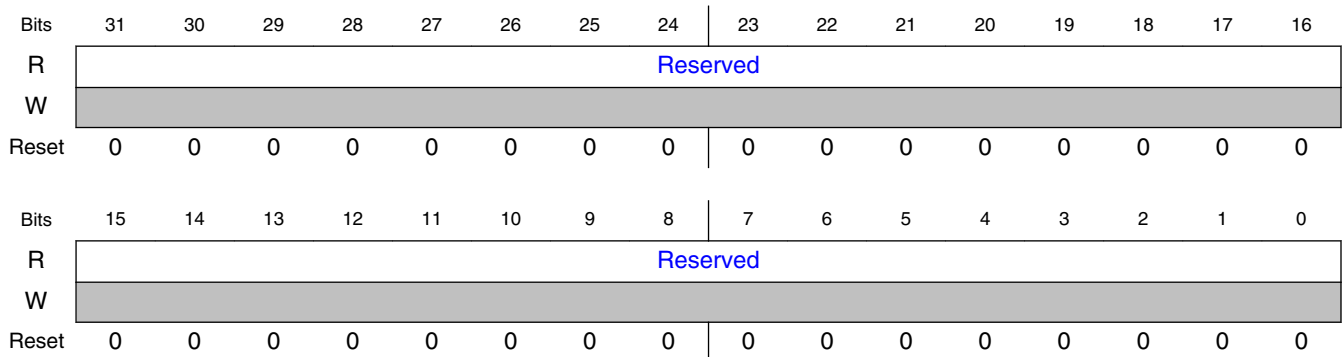 Bits 31 30 29 28 27 26 25 24 23 22 21 20 19 18 17 16
R Reserved
W
Reset 0 0 0 0 0 0 0 0 0 0 0 0 0 0 0 0
Bits 15 14 13 12 11 10 9 8 7 6 5 4 3 2 1 0
R Reserved
W
Reset 0 0 0 0 0 0 0 0 0 0 0 0 0 0 0 0